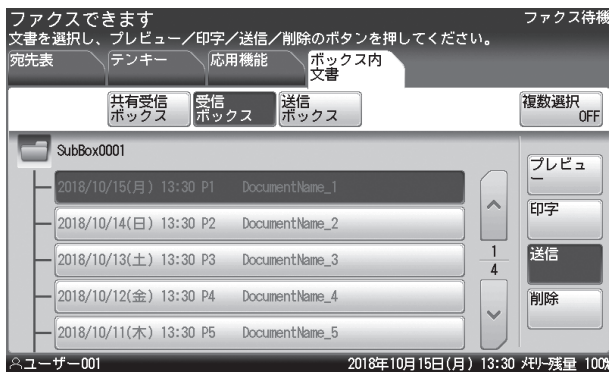 ファクスできます
ファクス待機
文書を選択し、プレビュー／印字／送信／削除のボタンを押してください。
宛先表
テンキー
応用機能
ボックス内
文書
共有受信
ボックス
受信
ボックス
送信
ボックス
複数選択
OFF
SubBox0001
2018/10/15(月) 13:30 P1 DocumentName_1
2018/10/14(日) 13:30 P2 DocumentName_2
2018/10/13(土) 13:30 P3 DocumentName_3
2018/10/12(金) 13:30 P4 DocumentName_4
2018/10/11(木) 13:30 P5 DocumentName_5
1
4
プレビュ
ー
印字
送信
削除
ユーザー001
2018年10月15日(月) 13:30 ﾒﾓﾘｰ残量 100%